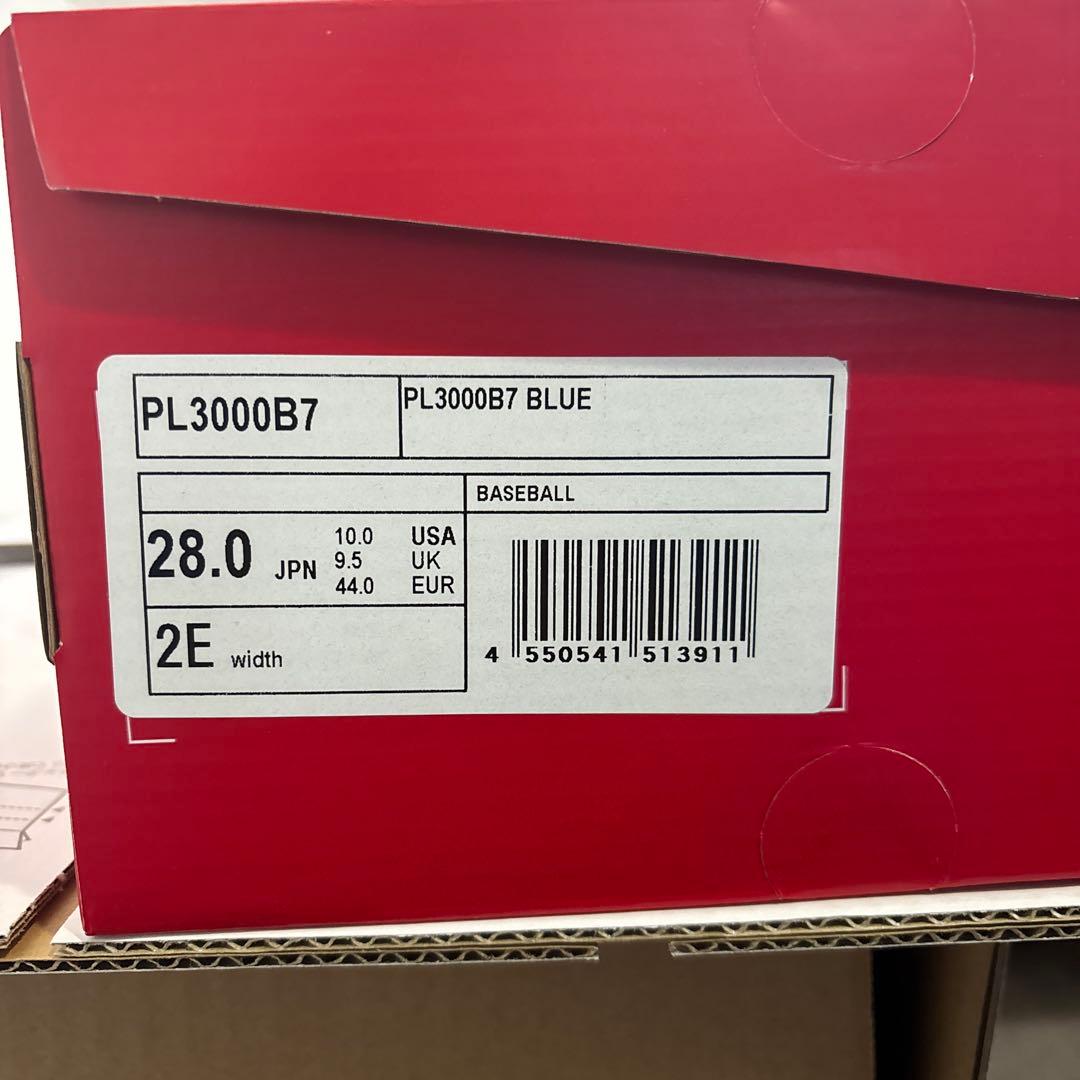 PL3000B7
PL3000B7 BLUE
BASEBALL
28.0 JPN
10.0 USA
9.5 UK
44.0 EUR
2E width
4 550541 513911